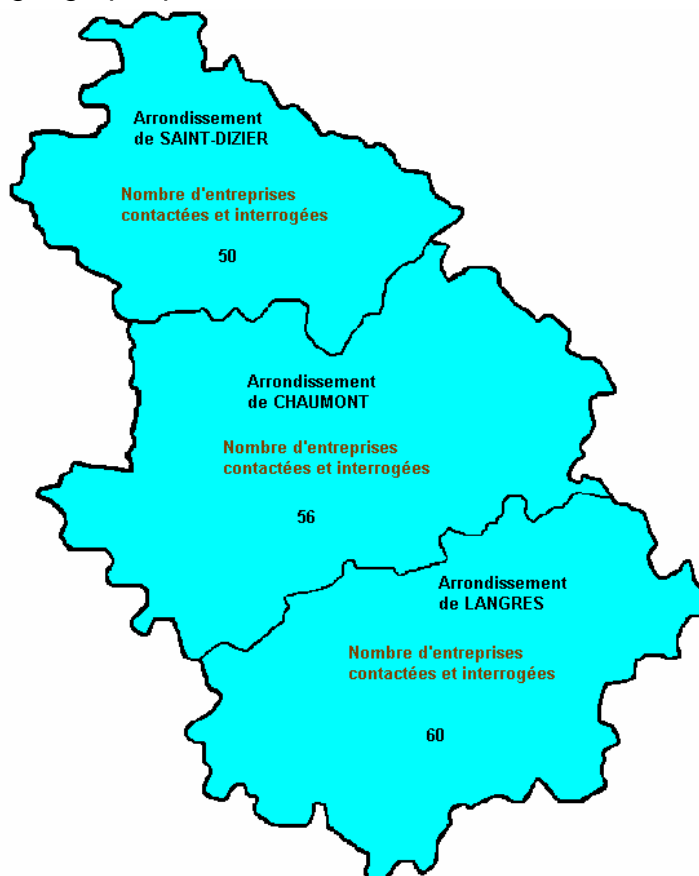 Arrondissement
de SAINT-DIZIER
Nombre d'entreprises
contactées et interrogées
50
Arrondissement
de CHAUMONT
Nombre d'entreprises
contactées et interrogées
56
Arrondissement
de LANGRES
Nombre d'entreprises
contactées et interrogées
60